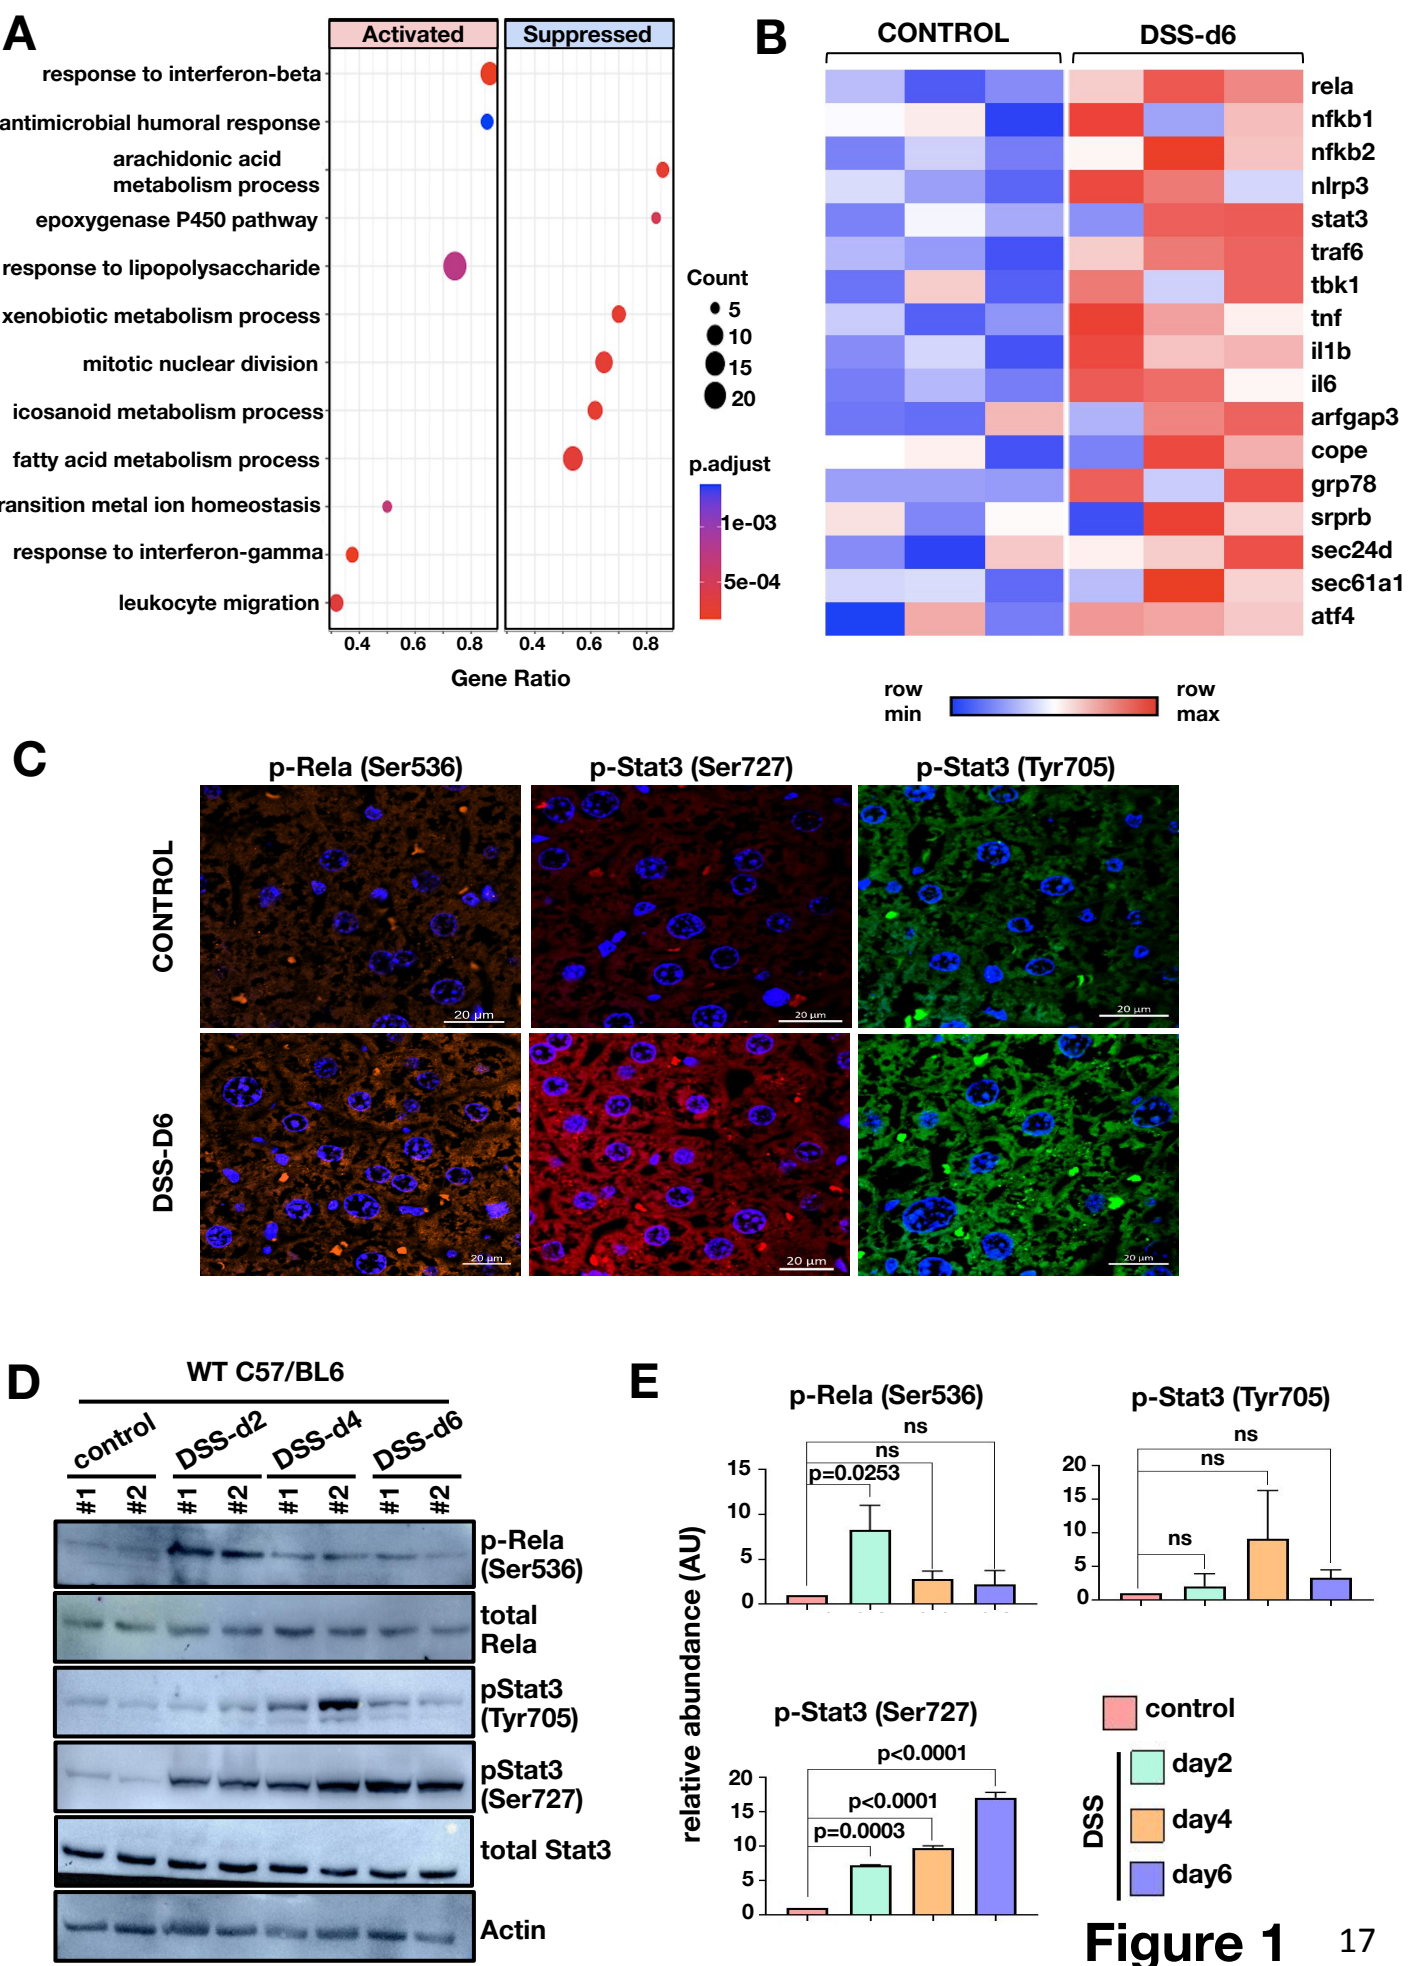 A
Activated
Suppressed
response to interferon-beta
antimicrobial humoral response
arachidonic acid
metabolism process
epoxygenase P450 pathway
response to lipopolysaccharide
xenobiotic metabolism process
mitotic nuclear division
icosanoid metabolism process
fatty acid metabolism process
ransition metal ion homeostasis
response to interferon-gamma
leukocyte migration
0.4 0.6 0.8
0.4 0.6 0.8
Gene Ratio
Count
5
10
15
20
p.adjust
1e-03
5e-04
B
CONTROL
DSS-d6
rela
nfkb1
nfkb2
nlrp3
stat3
traf6
tbk1
tnf
il1b
il6
arfgap3
cope
grp78
srprb
sec24d
sec61a1
atf4
row
min
row
max
C
p-Rela (Ser536)
p-Stat3 (Ser727)
p-Stat3 (Tyr705)
CONTROL
20 µm
20 µm
20 µm
DSS-D6
20 µm
20 µm
20 µm
D
WT C57/BL6
control
DSS-d2
DSS-d4
DSS-d6
#1 #2 #1 #2 #1 #2 #1 #2
p-Rela
(Ser536)
total
Rela
pStat3
(Tyr705)
pStat3
(Ser727)
total Stat3
Actin
E
relative abundance (AU)
p-Rela (Ser536)
ns
ns
p=0.0253
15
10
5
0
p-Stat3 (Tyr705)
ns
ns
ns
20
15
10
5
0
p-Stat3 (Ser727)
p<0.0001
p<0.0001
p=0.0003
20
15
10
5
0
control
DSS
day2
day4
day6
Figure 1
17